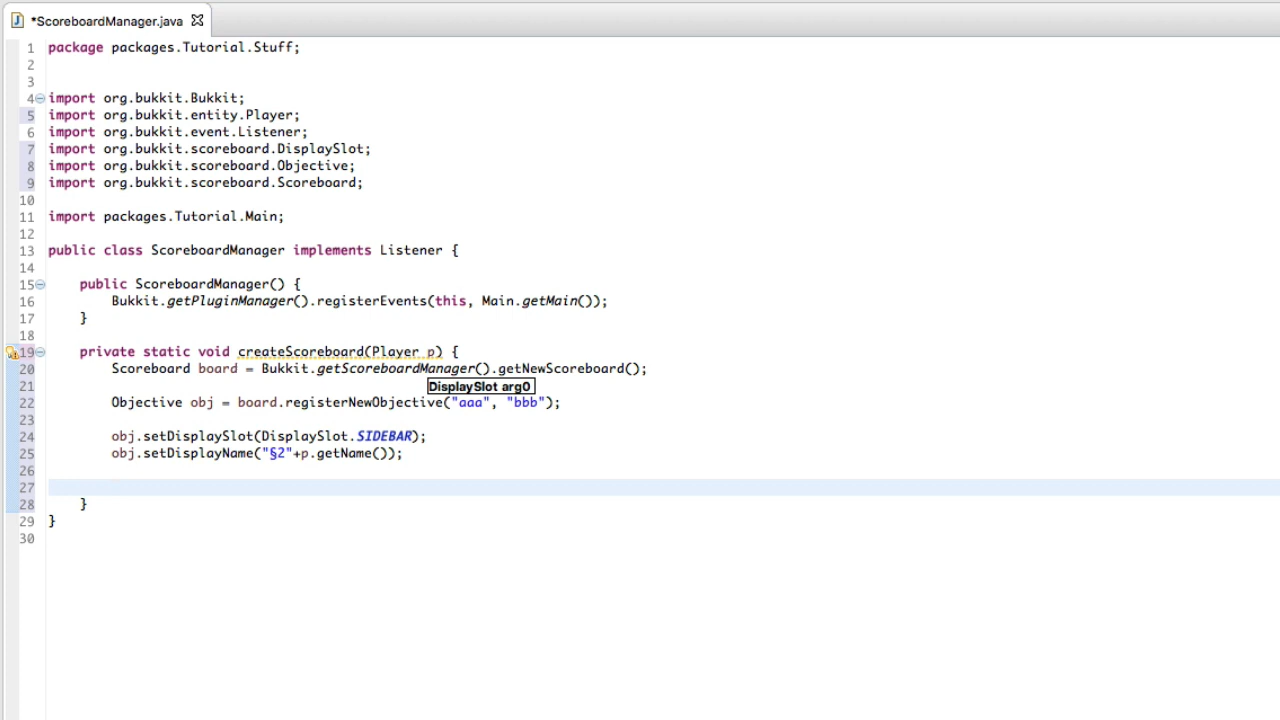 *ScoreboardManager.java
1 package packages.Tutorial.Stuff;
2
3
4 import org.bukkit.Bukkit;
5 import org.bukkit.entity.Player;
6 import org.bukkit.event.Listener;
7 import org.bukkit.scoreboard.DisplaySlot;
8 import org.bukkit.scoreboard.Objective;
9 import org.bukkit.scoreboard.Scoreboard;
10
11 import packages.Tutorial.Main;
12
13 public class ScoreboardManager implements Listener {
14
15     public ScoreboardManager() {
16         Bukkit.getPluginManager().registerEvents(this, Main.getMain());
17     }
18
19     private static void createScoreboard(Player p) {
20         Scoreboard board = Bukkit.getScoreboardManager().getNewScoreboard();
21 DisplaySlot arg0
22         Objective obj = board.registerNewObjective("aaa", "bbb");
23
24         obj.setDisplaySlot(DisplaySlot.SIDEBAR);
25         obj.setDisplayName("§2"+p.getName());
26
27
28     }
29 }
30